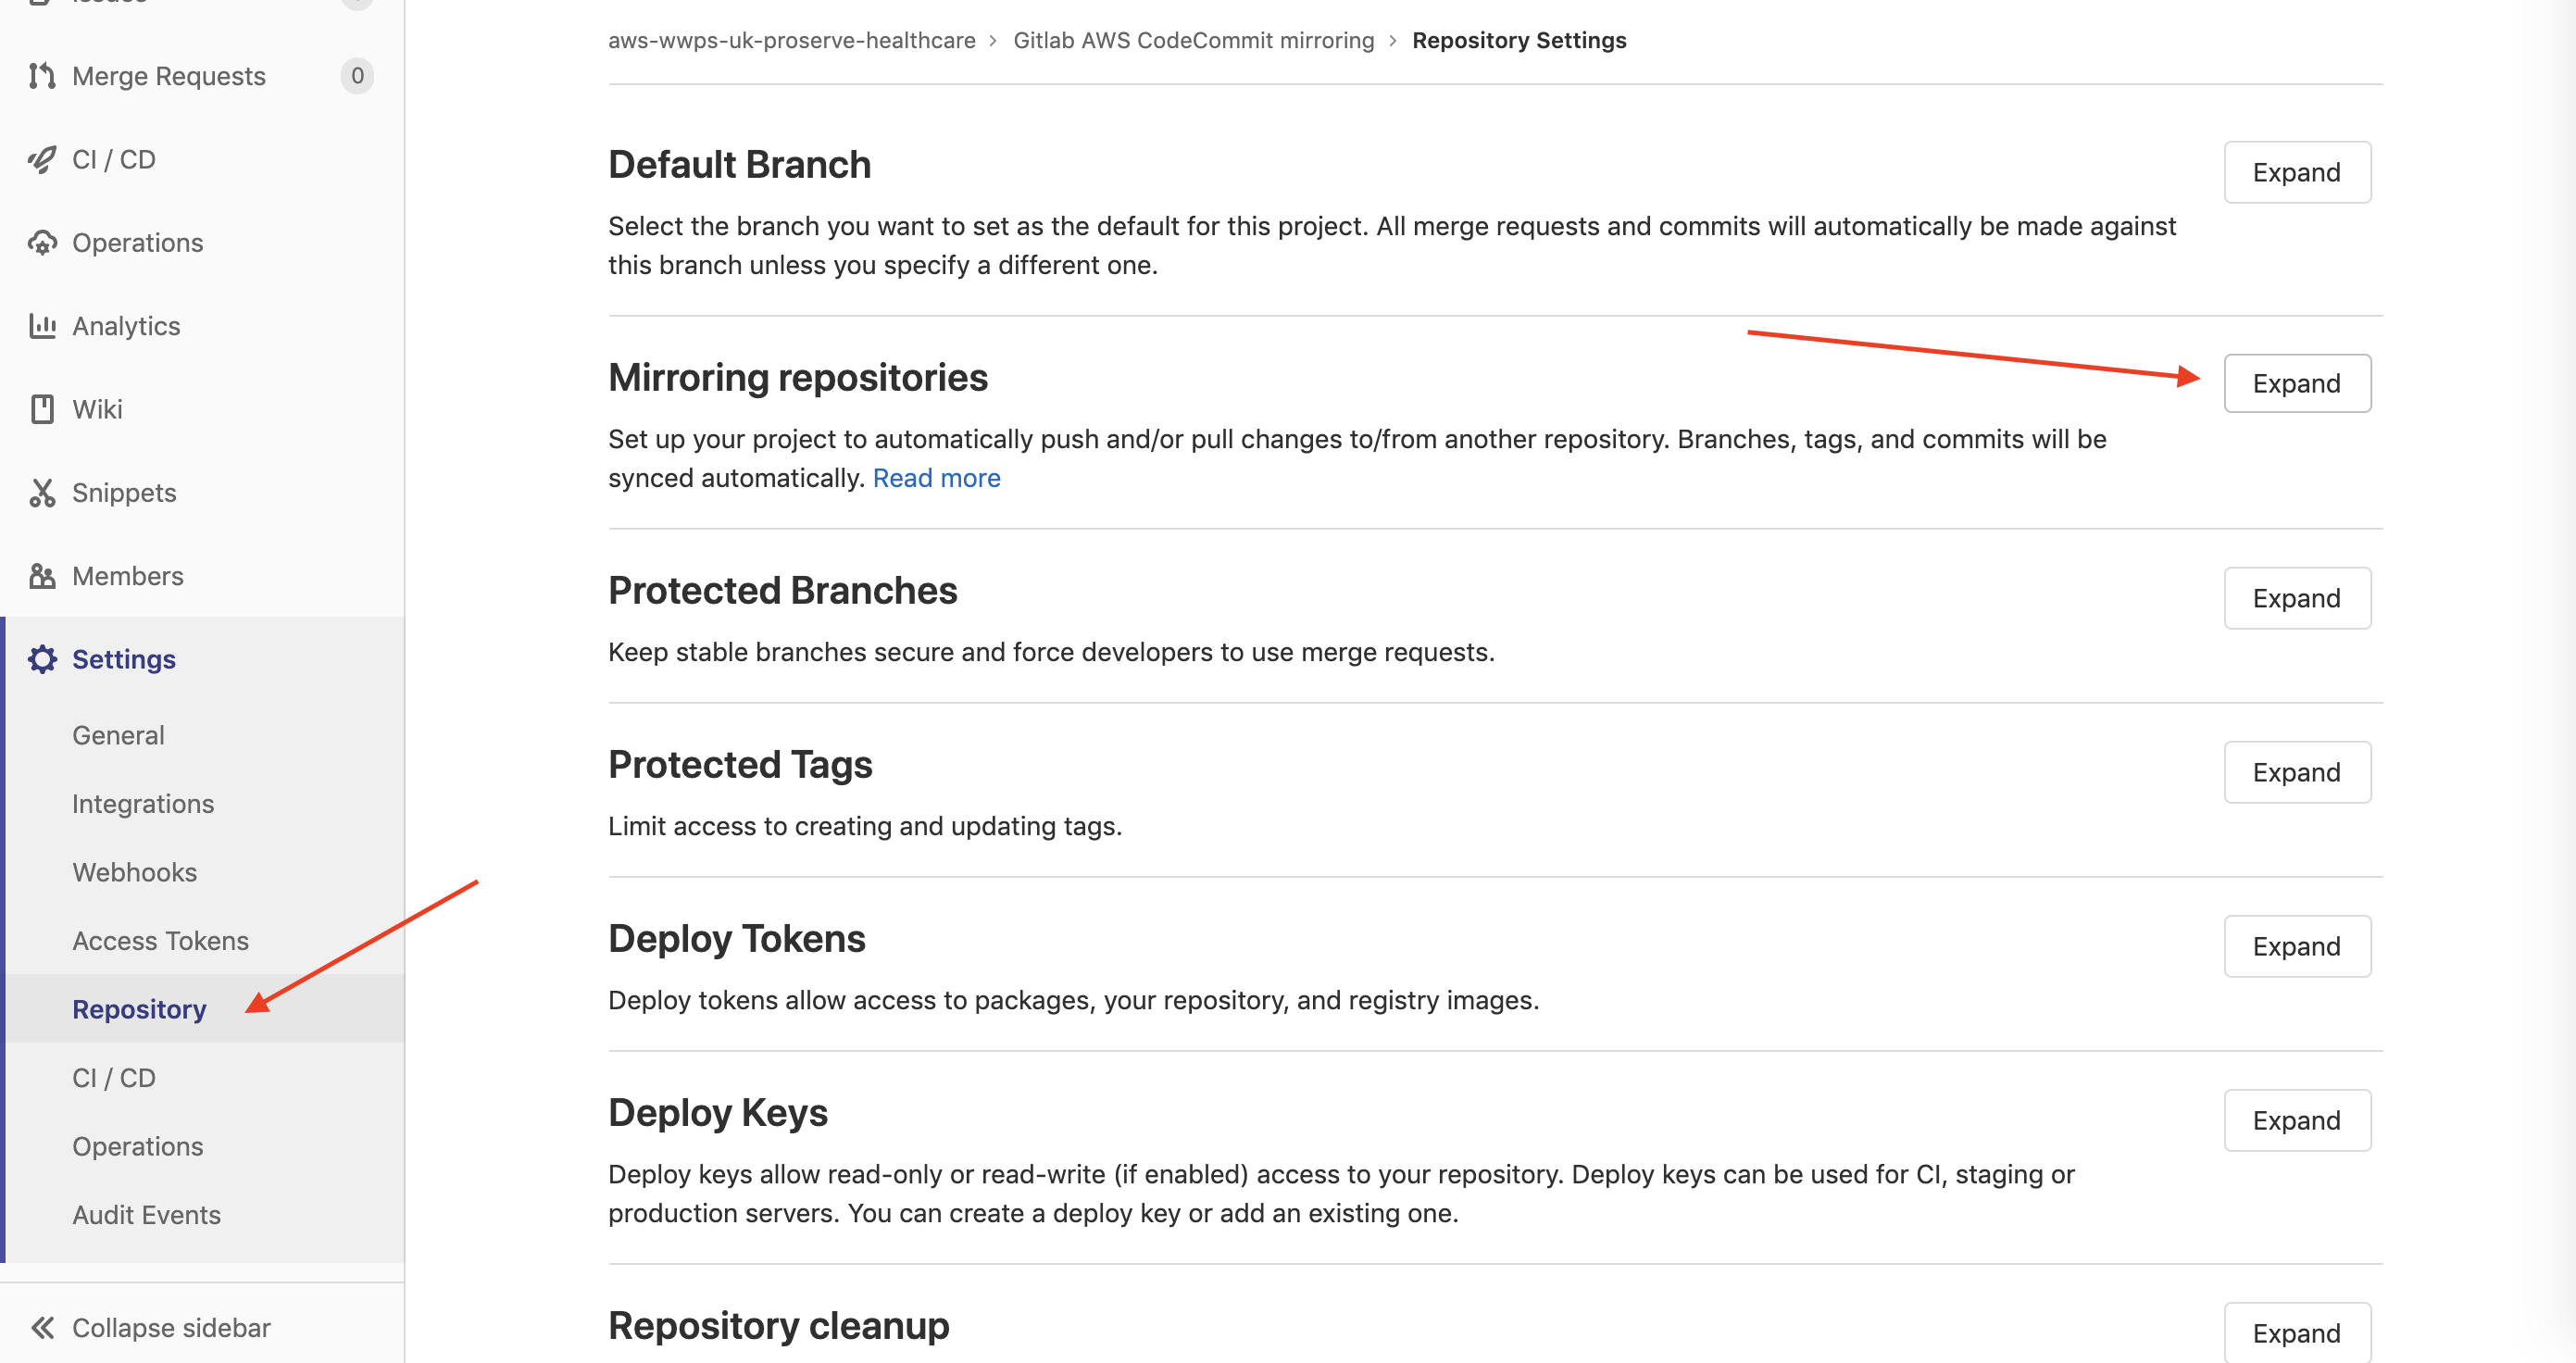 Issues
Merge Requests 0
CI / CD
Operations
Analytics
Wiki
Snippets
Members
Settings
General
Integrations
Webhooks
Access Tokens
Repository
CI / CD
Operations
Audit Events
Collapse sidebar
aws-wwps-uk-proserve-healthcare > Gitlab AWS CodeCommit mirroring > Repository Settings
Default Branch
Expand
Select the branch you want to set as the default for this project. All merge requests and commits will automatically be made against
this branch unless you specify a different one.
Mirroring repositories
Expand
Set up your project to automatically push and/or pull changes to/from another repository. Branches, tags, and commits will be
synced automatically. Read more
Protected Branches
Expand
Keep stable branches secure and force developers to use merge requests.
Protected Tags
Expand
Limit access to creating and updating tags.
Deploy Tokens
Expand
Deploy tokens allow access to packages, your repository, and registry images.
Deploy Keys
Expand
Deploy keys allow read-only or read-write (if enabled) access to your repository. Deploy keys can be used for CI, staging or
production servers. You can create a deploy key or add an existing one.
Repository cleanup
Expand